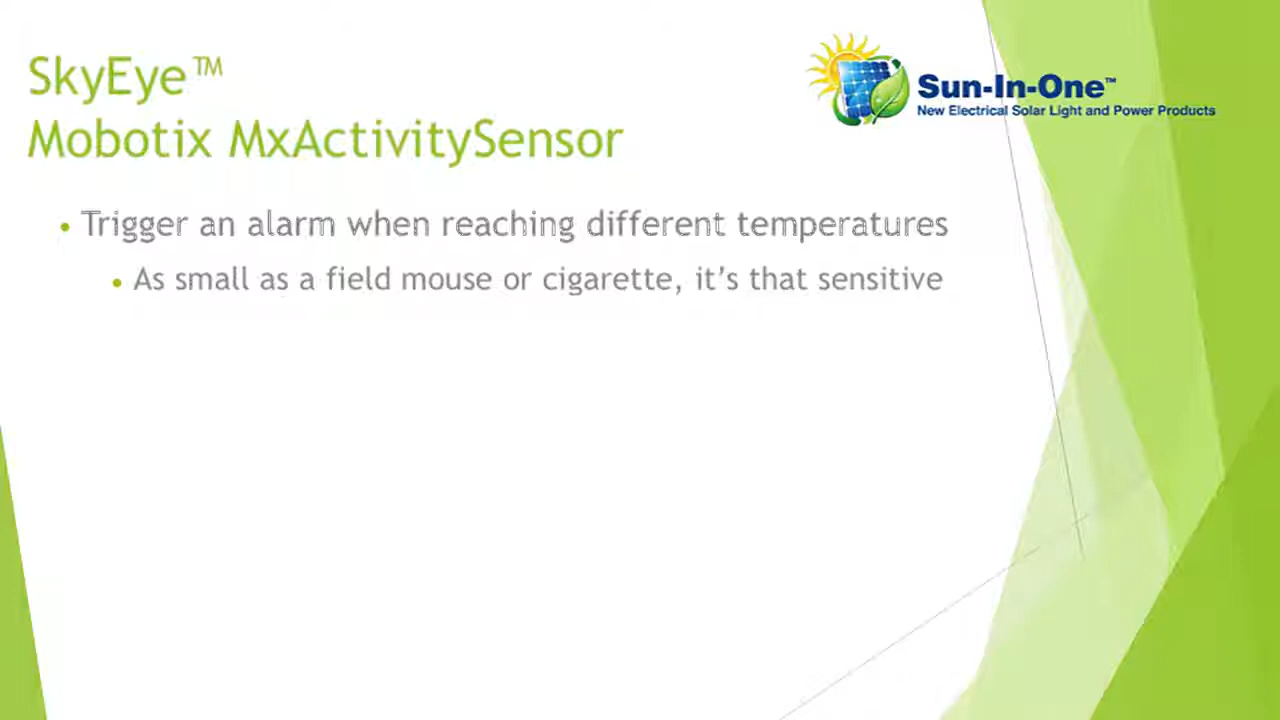 SkyEye™
Mobotix MxActivitySensor
Sun-In-One™
New Electrical Solar Light and Power Products
• Trigger an alarm when reaching different temperatures
• As small as a field mouse or cigarette, it's that sensitive